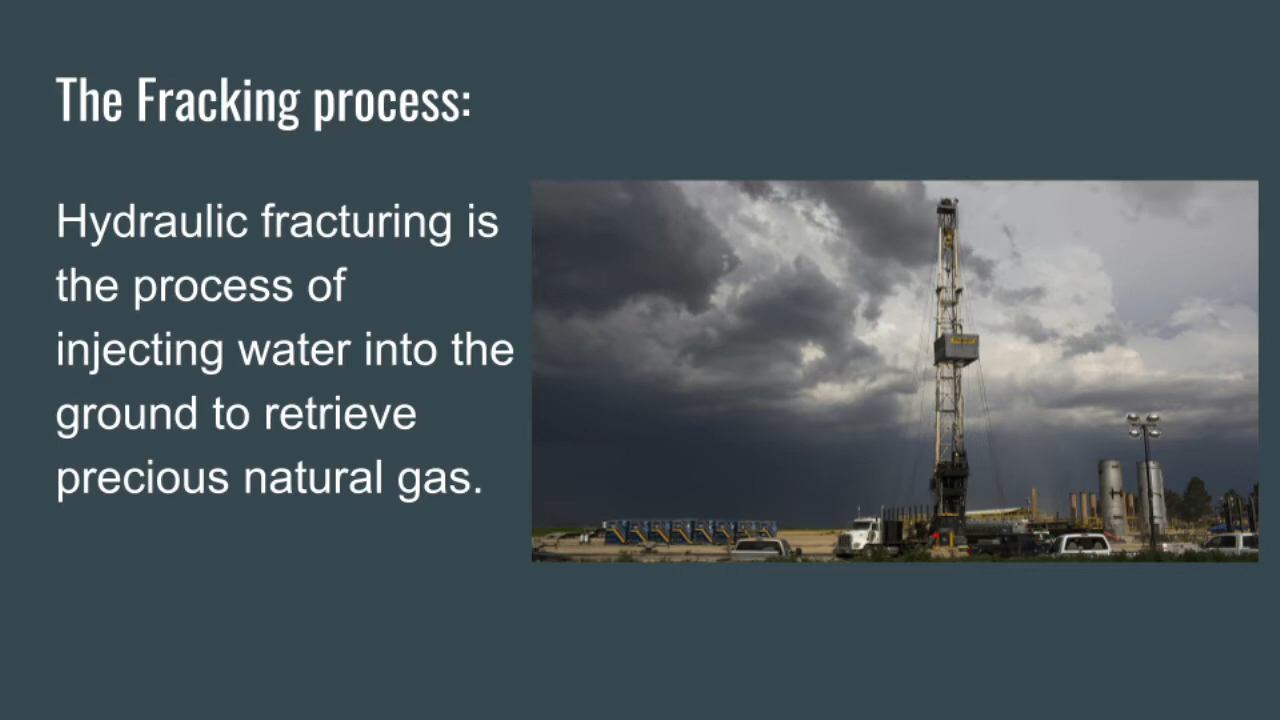 The Fracking process:
Hydraulic fracturing is
the process of
injecting water into the
ground to retrieve
precious natural gas.